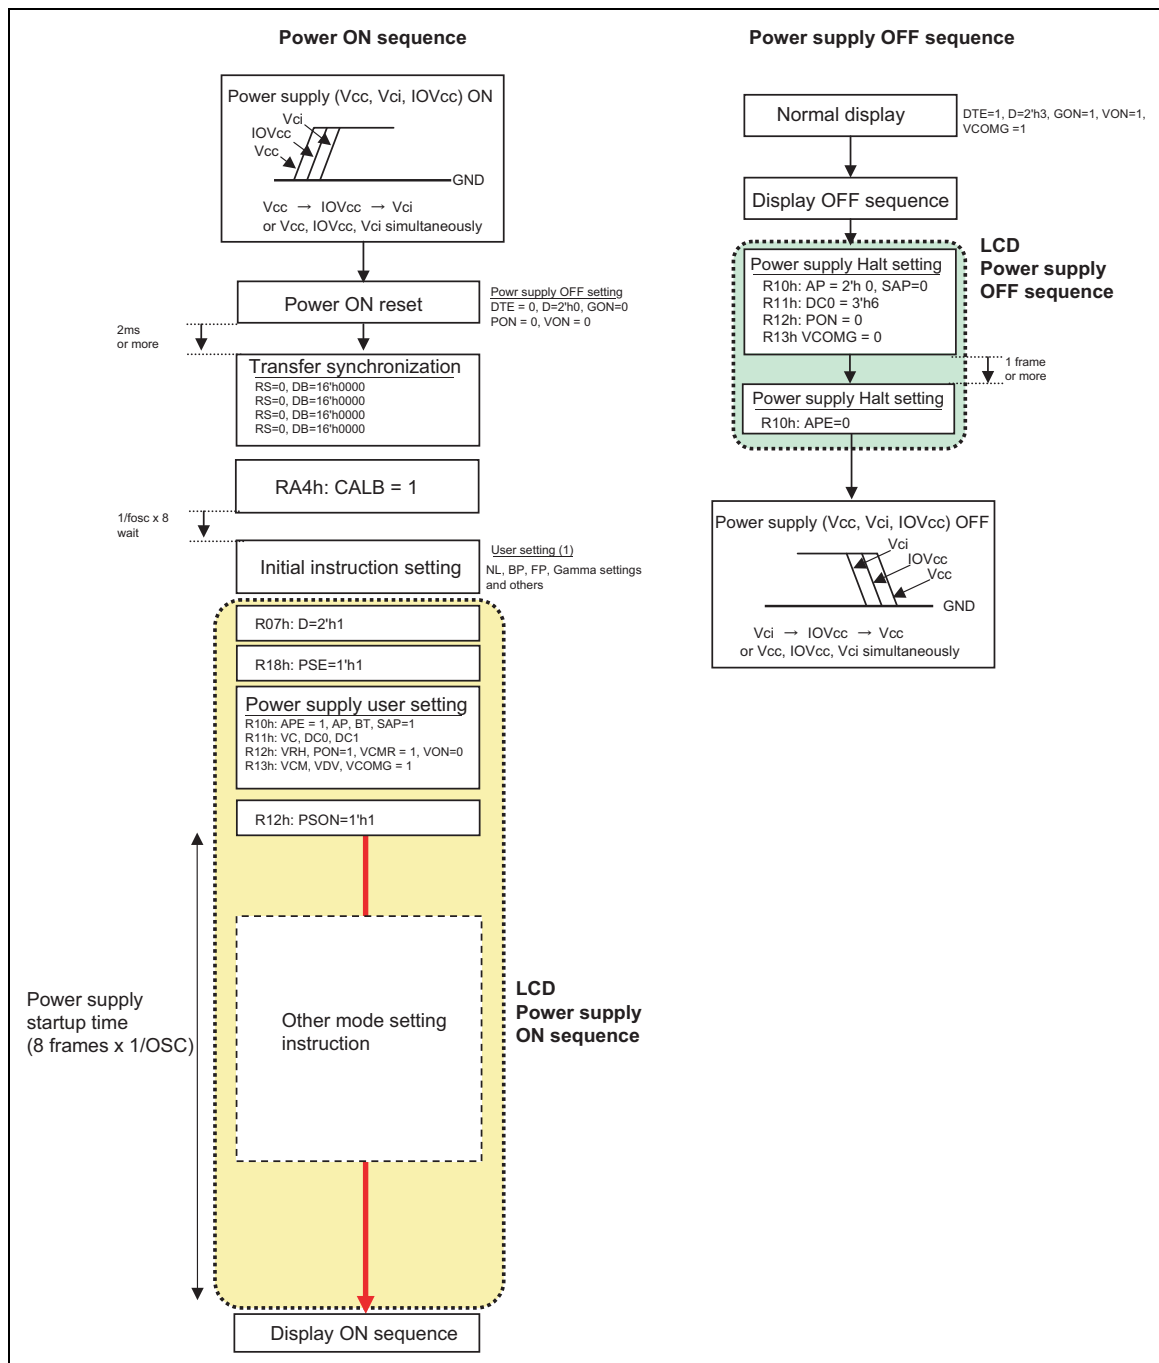 Power ON sequence
Power supply (Vcc, Vci, IOVcc) ON
Vci
IOVcc
Vcc
GND
Vcc → IOVcc → Vci
or Vcc, IOVcc, Vci simultaneously
Power ON reset
Powr supply OFF setting
DTE = 0, D=2'h0, GON=0
PON = 0, VON = 0
2ms
or more
Transfer synchronization
RS=0, DB=16'h0000
RS=0, DB=16'h0000
RS=0, DB=16'h0000
RS=0, DB=16'h0000
RA4h: CALB = 1
1/fosc x 8
wait
Initial instruction setting
User setting (1)
NL, BP, FP, Gamma settings
and others
R07h: D=2'h1
R18h: PSE=1'h1
Power supply user setting
R10h: APE = 1, AP, BT, SAP=1
R11h: VC, DC0, DC1
R12h: VRH, PON=1, VCMR = 1, VON=0
R13h: VCM, VDV, VCOMG = 1
R12h: PSON=1'h1
Power supply
startup time
(8 frames x 1/OSC)
Other mode setting
instruction
LCD
Power supply
ON sequence
Display ON sequence
Power supply OFF sequence
Normal display
DTE=1, D=2'h3, GON=1, VON=1,
VCOMG =1
Display OFF sequence
LCD
Power supply
OFF sequence
Power supply Halt setting
R10h: AP = 2'h 0, SAP=0
R11h: DC0 = 3'h6
R12h: PON = 0
R13h VCOMG = 0
1 frame
or more
Power supply Halt setting
R10h: APE=0
Power supply (Vcc, Vci, IOVcc) OFF
Vci
IOVcc
Vcc
GND
Vci → IOVcc → Vcc
or Vcc, IOVcc, Vci simultaneously